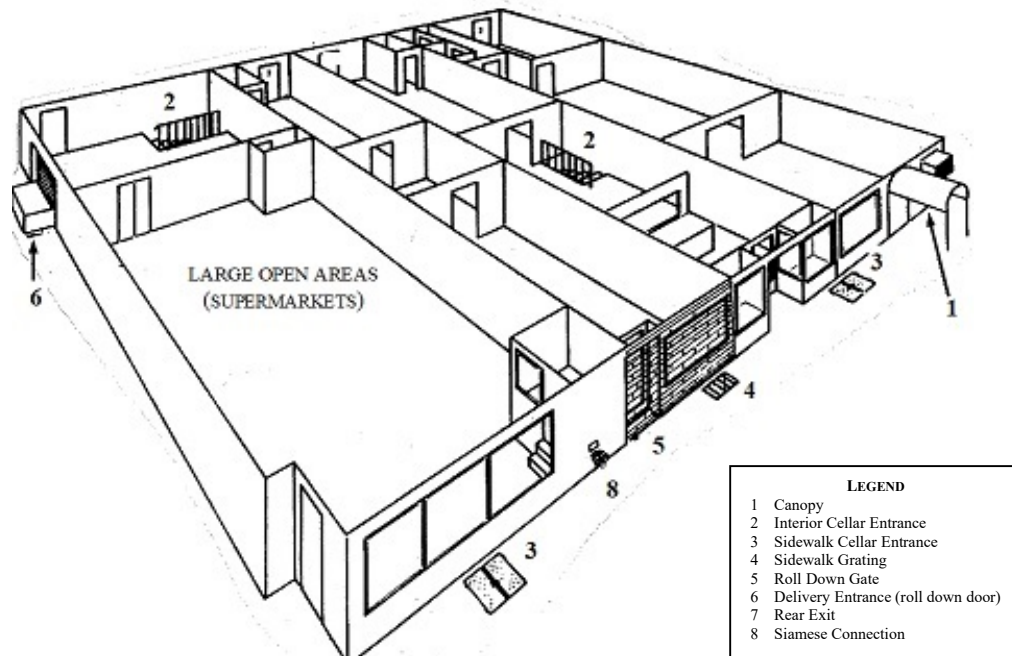 2
2
LARGE OPEN AREAS
(SUPERMARKETS)
6
3
1
4
5
8
3
LEGEND
1 Canopy
2 Interior Cellar Entrance
3 Sidewalk Cellar Entrance
4 Sidewalk Grating
5 Roll Down Gate
6 Delivery Entrance (roll down door)
7 Rear Exit
8 Siamese Connection